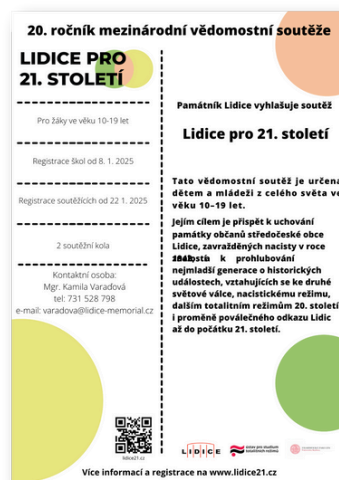 20. ročník mezinárodní vědomostní soutěže
LIDICE PRO
21. STOLETÍ
Pro žáky ve věku 10-19 let
Registrace škol od 8. 1. 2025
Registrace soutěžících od 22 1. 2025
2 soutěžní kola
Kontaktní osoba:
Mgr. Kamila Varaďová
tel: 731 528 798
e-mail: varadova@lidice-memorial.cz
lidice21.cz
Památník Lidice vyhlašuje soutěž
Lidice pro 21. století
Tato vědomostní soutěž je určena
dětem a mládeži z celého světa ve
věku 10–19 let.
Jejím cílem je přispět k uchování
památky občanů středočeské obce
Lidice, zavražděných nacisty v roce
k prohlubování
nejmladší generace o historických
událostech, vztahujících se ke druhé
světové válce, nacistickému režimu,
dalším totalitním režimům 20. století
i proměně poválečného odkazu Lidic
až do počátku 21. století.
LIDICE
ústav pro studium
totalitních režimů
Více informací a registrace na www.lidice21.cz